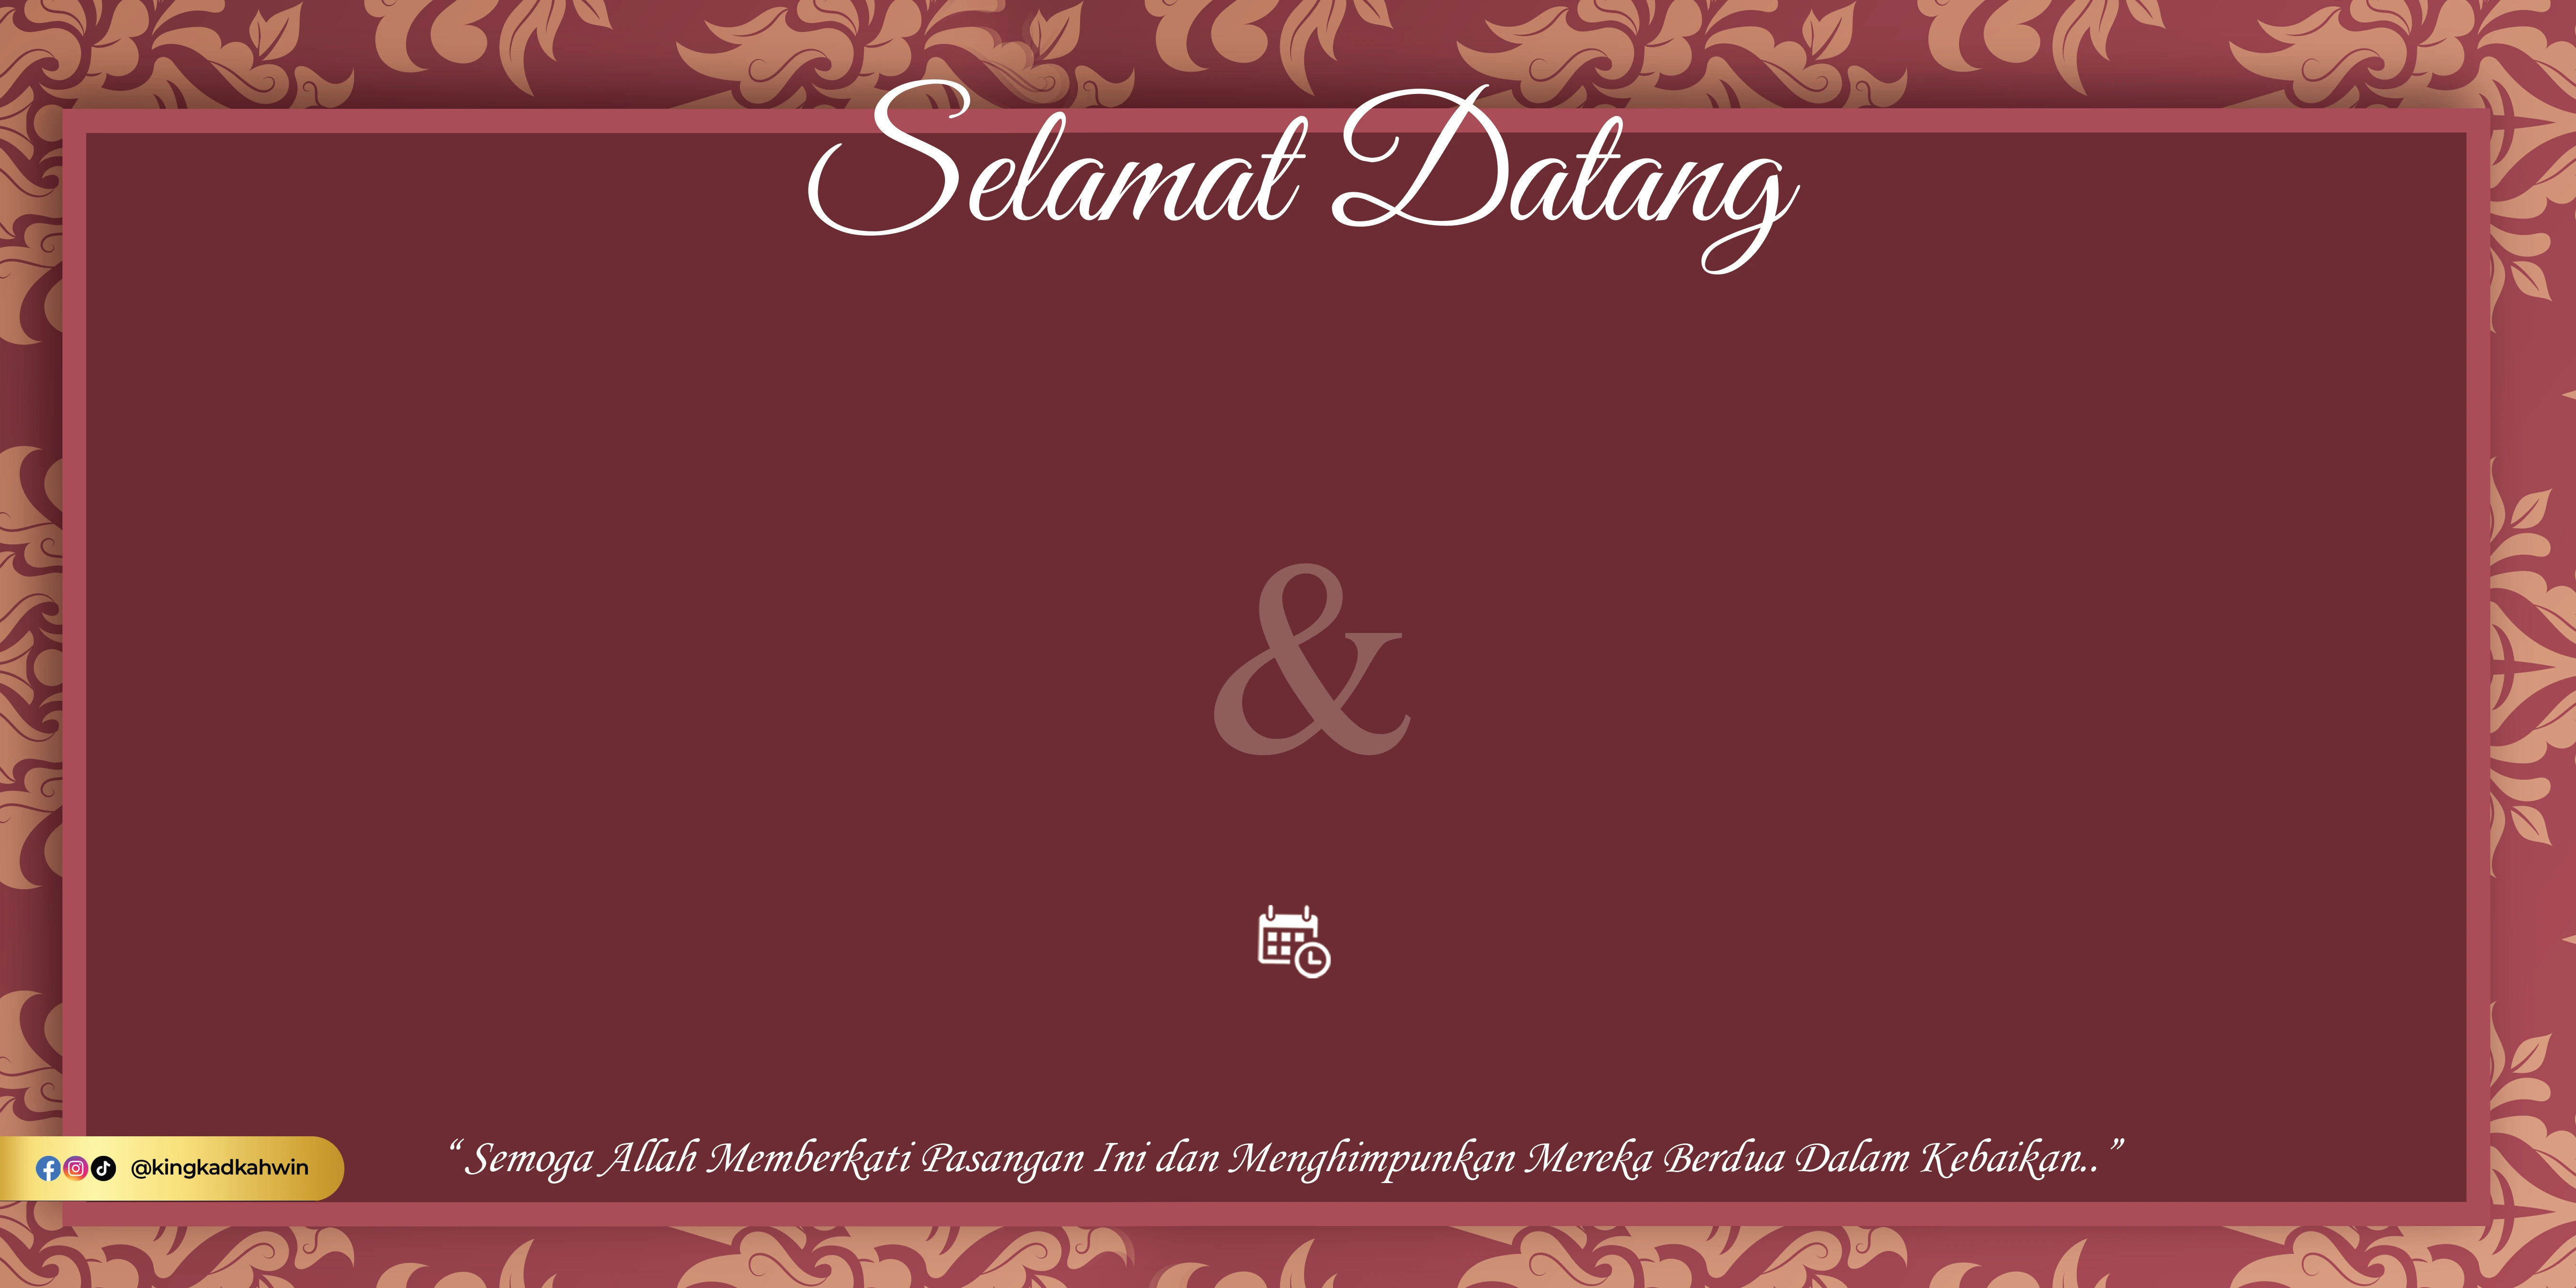 Selamat Datang
&
“ Semoga Allah Memberkati Pasangan Ini dan Menghimpunkan Mereka Berdua Dalam Kebaikan.. ”
@kingkadkahwin